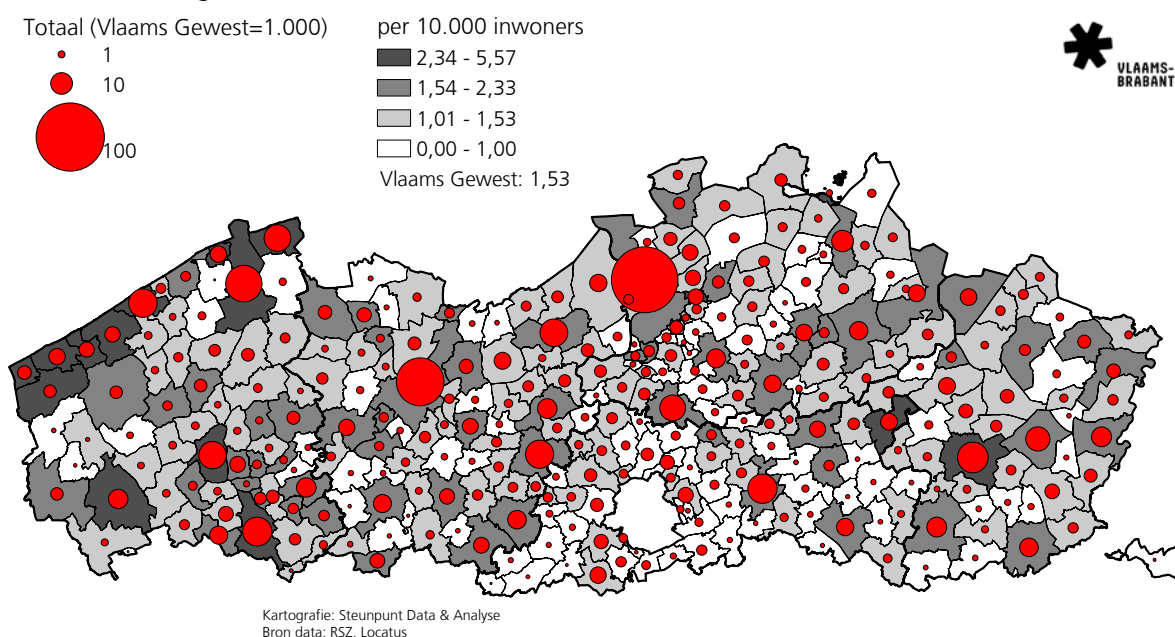 Totaal (Vlaams Gewest=1.000)
1
10
100
per 10.000 inwoners
2,34 - 5,57
1,54 - 2,33
1,01 - 1,53
0,00 - 1,00
Vlaams Gewest: 1,53
VLAAMS-
BRABANT
Kartografie: Steunpunt Data & Analyse
Bron data: RSZ, Locatus